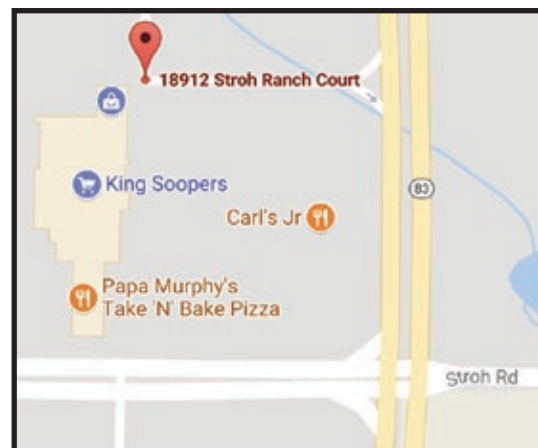 18912 Stroh Ranch Court
King Soopers
83
Carl's Jr
Papa Murphy's
Take 'N' Bake Pizza
Stroh Rd